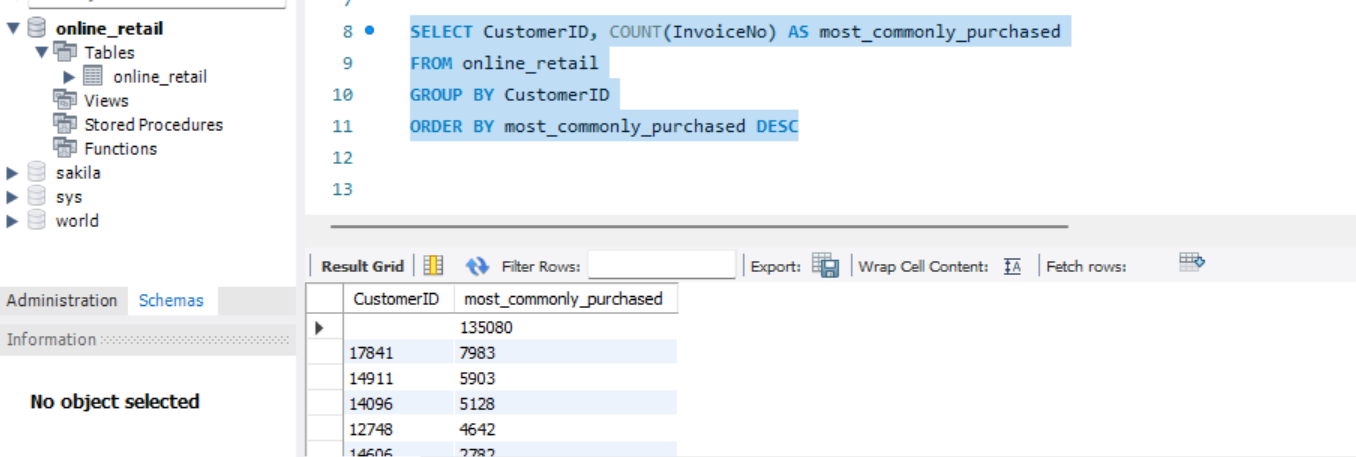 online_retail
Tables
online_retail
Views
Stored Procedures
Functions
sakila
sys
world
Administration Schemas
Information
No object selected
8 SELECT CustomerID, COUNT(InvoiceNo) AS most_commonly_purchased
9 FROM online_retail
10 GROUP BY CustomerID
11 ORDER BY most_commonly_purchased DESC
12
13
Result Grid Filter Rows: Export: Wrap Cell Content: Fetch rows:
CustomerID most_commonly_purchased
135080
17841 7983
14911 5903
14096 5128
12748 4642
14606 2782